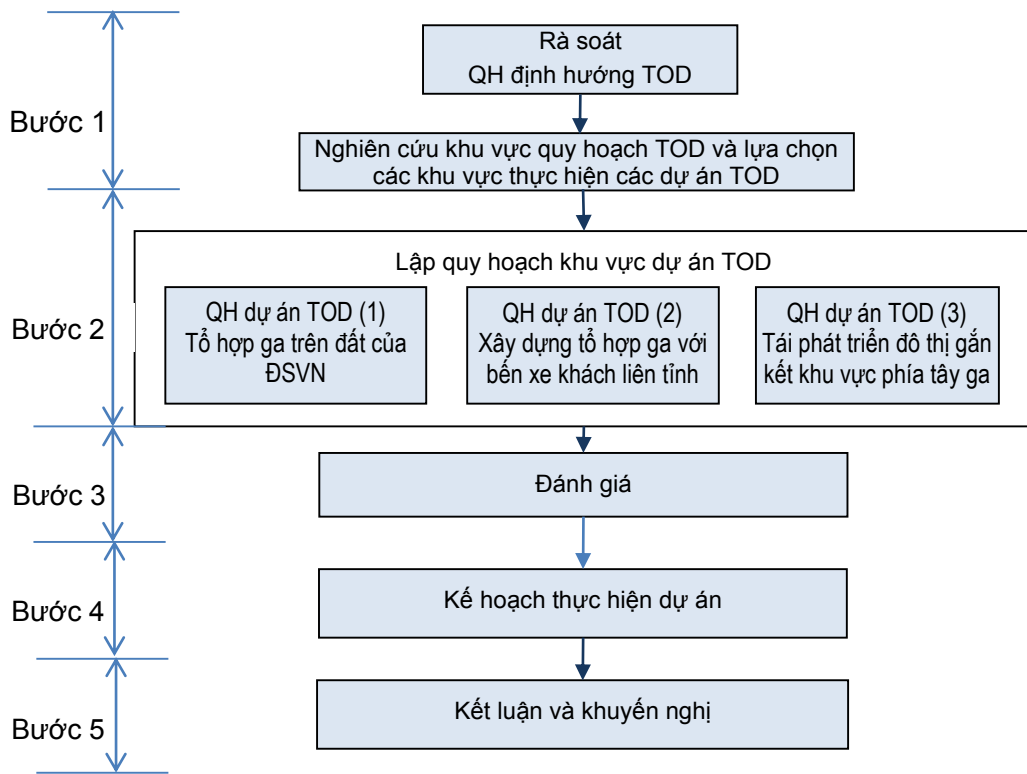 Bước 1
Rà soát
QH định hướng TOD
Nghiên cứu khu vực quy hoạch TOD và lựa chọn
các khu vực thực hiện các dự án TOD
Bước 2
Lập quy hoạch khu vực dự án TOD
QH dự án TOD (1)
Tổ hợp ga trên đất của
ĐSVN
QH dự án TOD (2)
Xây dựng tổ hợp ga với
bến xe khách liên tỉnh
QH dự án TOD (3)
Tái phát triển đô thị gắn
kết khu vực phía tây ga
Bước 3
Đánh giá
Bước 4
Kế hoạch thực hiện dự án
Bước 5
Kết luận và khuyến nghị